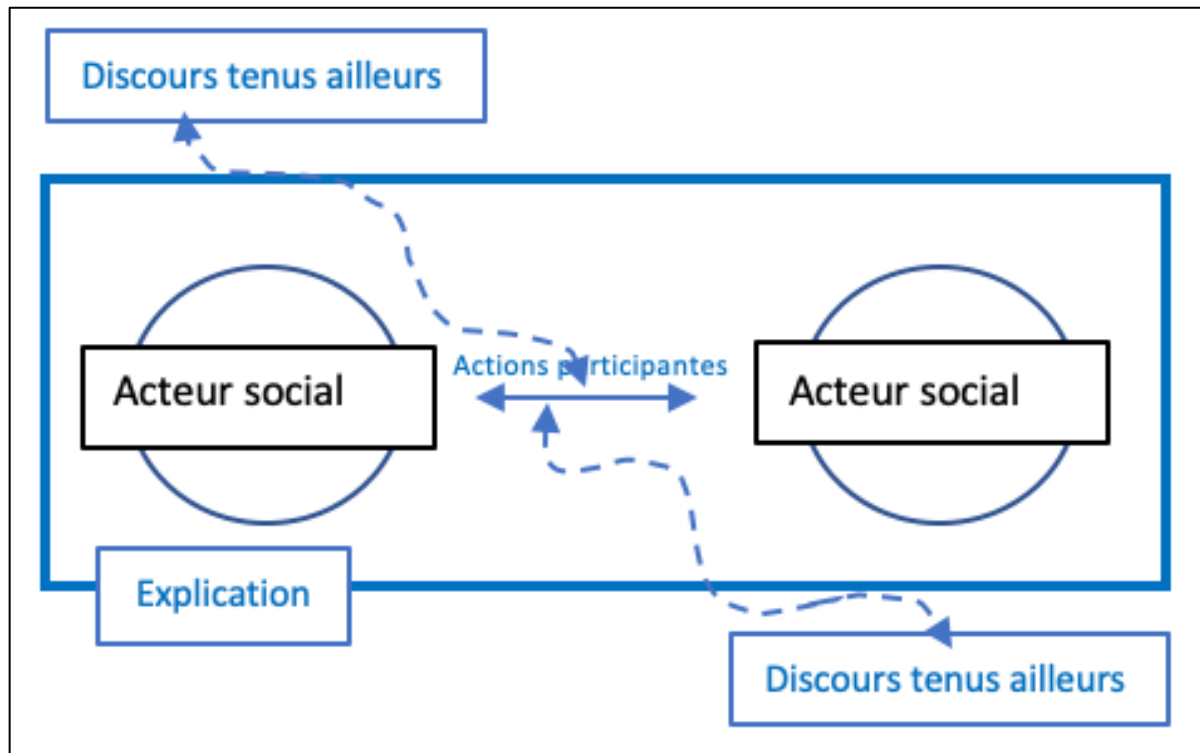 Discours tenus ailleurs
Actions participantes
Acteur social
Acteur social
Explication
Discours tenus ailleurs